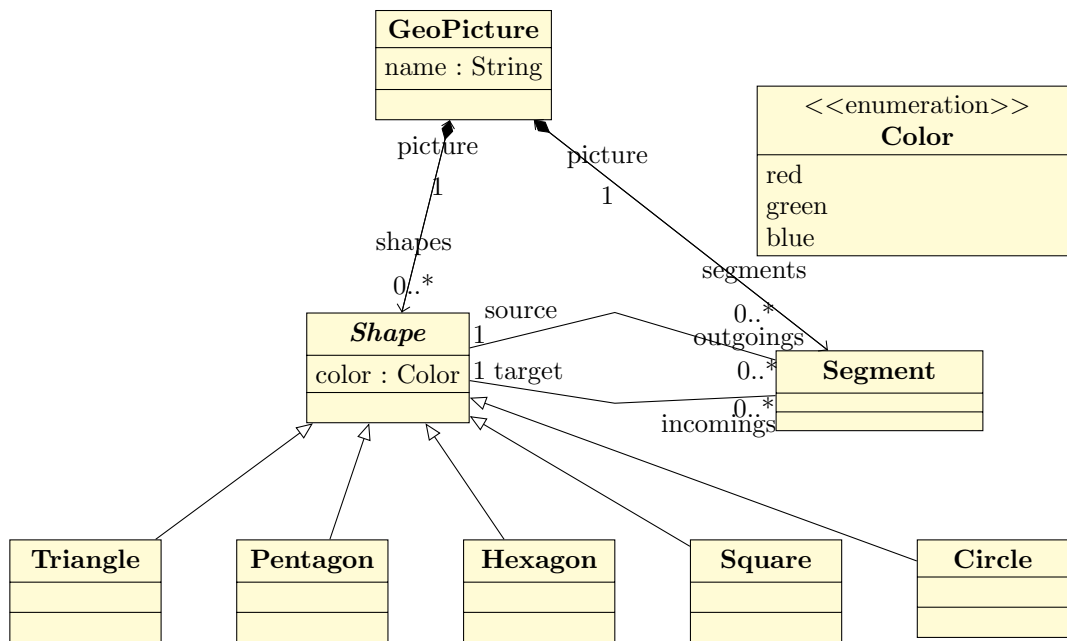 GeoPicture
name : String
<<enumeration>>
Color
red
green
blue
picture
1
picture
1
shapes
0..*
segments
0..*
source
1
outgoings
0..*
Shape
color : Color
1 target
0..*
incomings
Segment
Triangle
Pentagon
Hexagon
Square
Circle